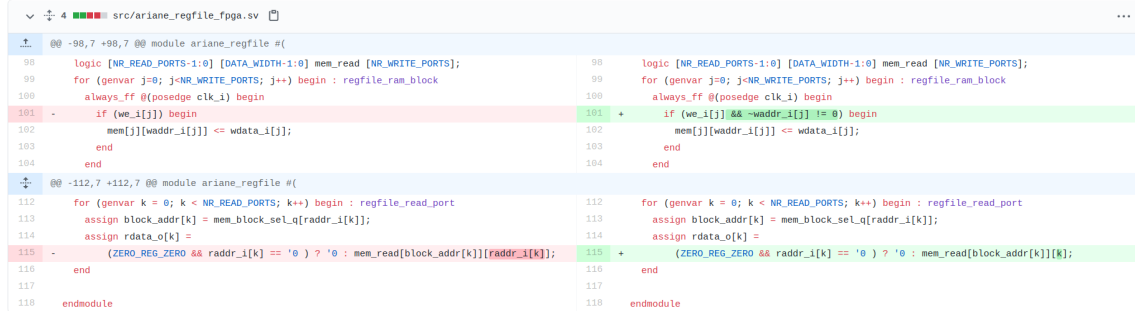 4 src/ariane_regfile_fpga.sv
@@ -98,7 +98,7 @@ module ariane_regfile #(
98 logic [NR_READ_PORTS-1:0] [DATA_WIDTH-1:0] mem_read [NR_WRITE_PORTS];
99 for (genvar j=0; j<NR_WRITE_PORTS; j++) begin : regfile_ram_block
100 always_ff @(posedge clk_i) begin
101 - if (we_i[j]) begin
102 mem[j][waddr_i[j]] <= wdata_i[j];
103 end
104 end
98 logic [NR_READ_PORTS-1:0] [DATA_WIDTH-1:0] mem_read [NR_WRITE_PORTS];
99 for (genvar j=0; j<NR_WRITE_PORTS; j++) begin : regfile_ram_block
100 always_ff @(posedge clk_i) begin
101 + if (we_i[j] && ~waddr_i[j] != 0) begin
102 mem[j][waddr_i[j]] <= wdata_i[j];
103 end
104 end
@@ -112,7 +112,7 @@ module ariane_regfile #(
112 for (genvar k = 0; k < NR_READ_PORTS; k++) begin : regfile_read_port
113 assign block_addr[k] = mem_block_sel_q[raddr_i[k]];
114 assign rdata_o[k] =
115 - (ZERO_REG_ZERO && raddr_i[k] == '0 ) ? '0 : mem_read[block_addr[k]][raddr_i[k]];
116 end
117
118 endmodule
112 for (genvar k = 0; k < NR_READ_PORTS; k++) begin : regfile_read_port
113 assign block_addr[k] = mem_block_sel_q[raddr_i[k]];
114 assign rdata_o[k] =
115 + (ZERO_REG_ZERO && raddr_i[k] == '0 ) ? '0 : mem_read[block_addr[k]][k];
116 end
117
118 endmodule